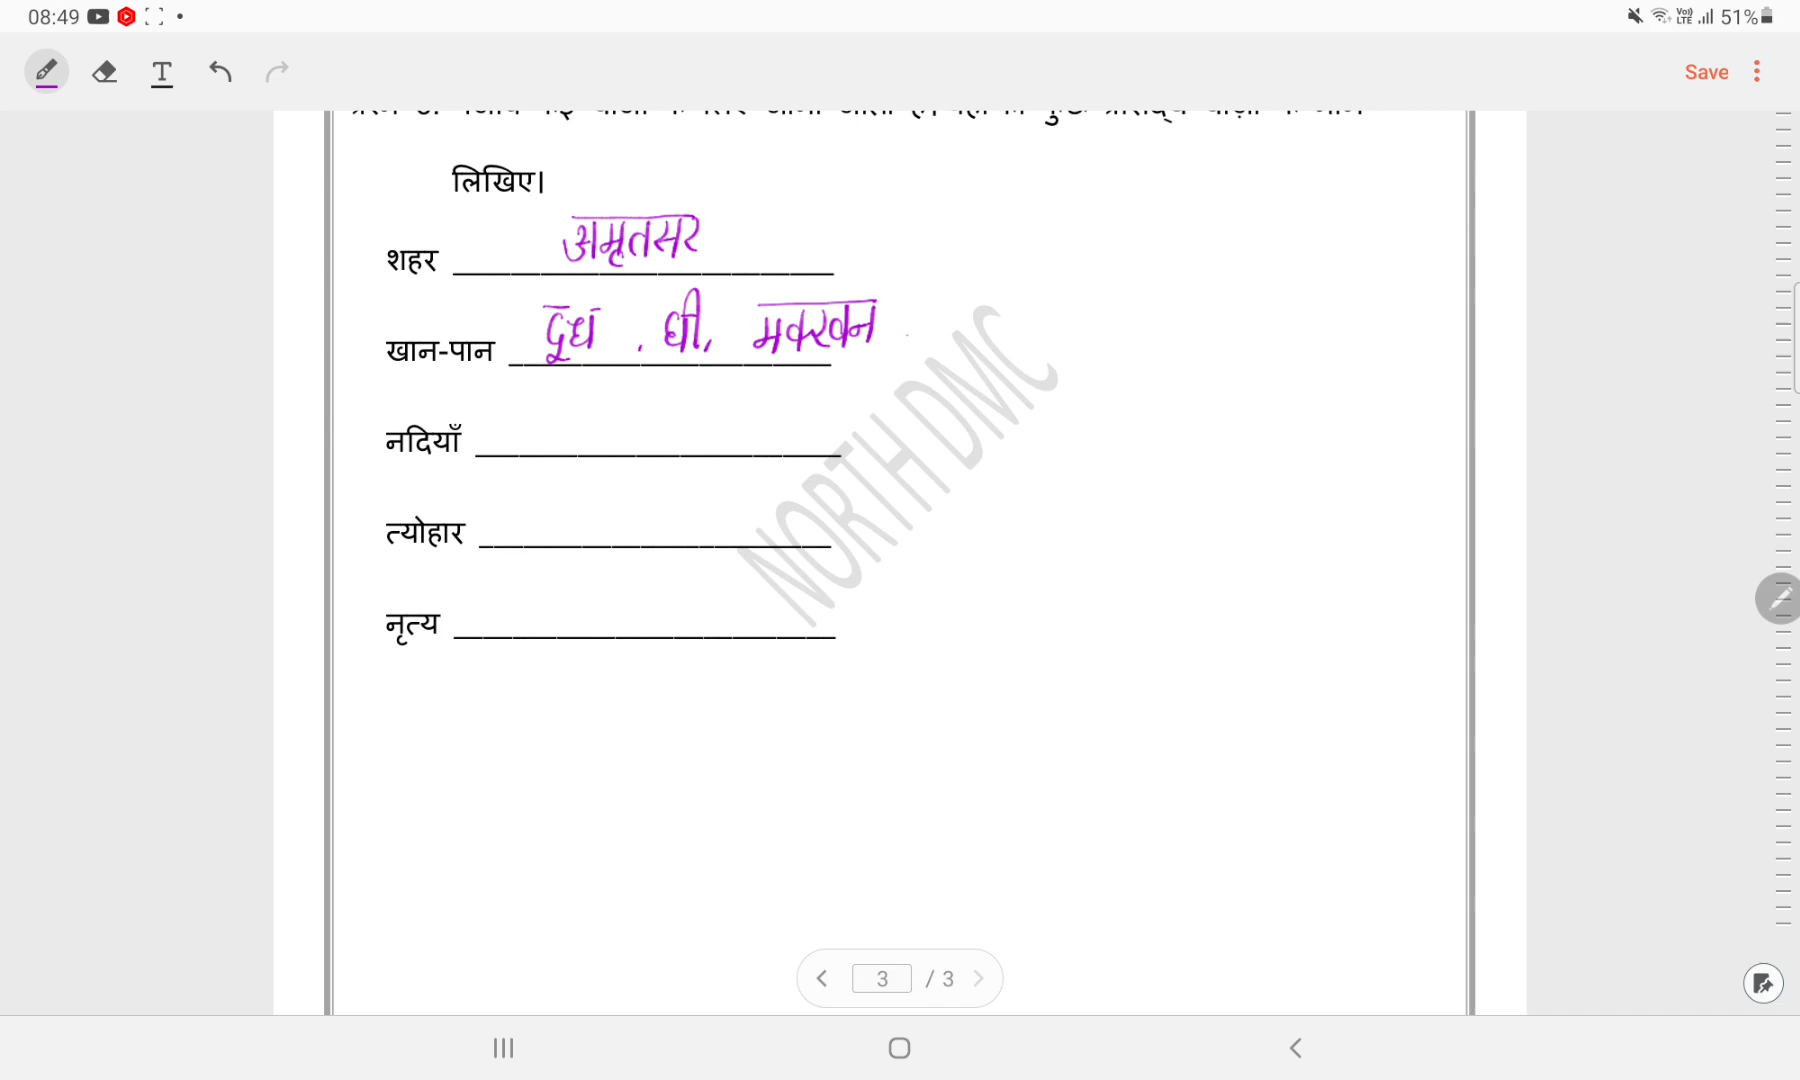 08:49 51%
T Save
लिखिए।
अमृतसर
शहर
दूध , घी, मक्खन
खान-पान
नदियाँ
त्योहार
नृत्य
NORTH DMC
3 / 3